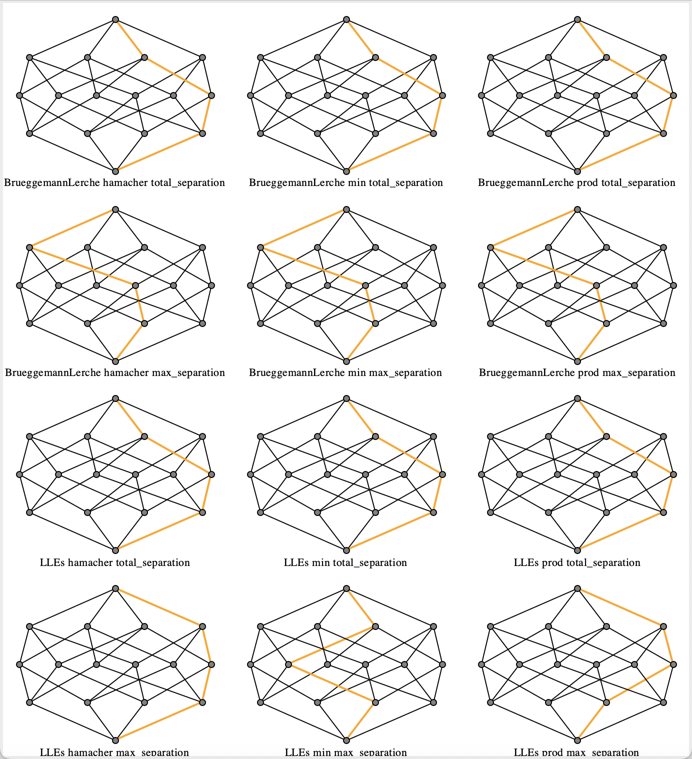 BrueggemannLerche hamacher total_separation
BrueggemannLerche min total_separation
BrueggemannLerche prod total_separation
BrueggemannLerche hamacher max_separation
BrueggemannLerche min max_separation
BrueggemannLerche prod max_separation
LLEs hamacher total_separation
LLEs min total_separation
LLEs prod total_separation
LLEs hamacher max_separation
LLEs min max_separation
LLEs prod max_separation